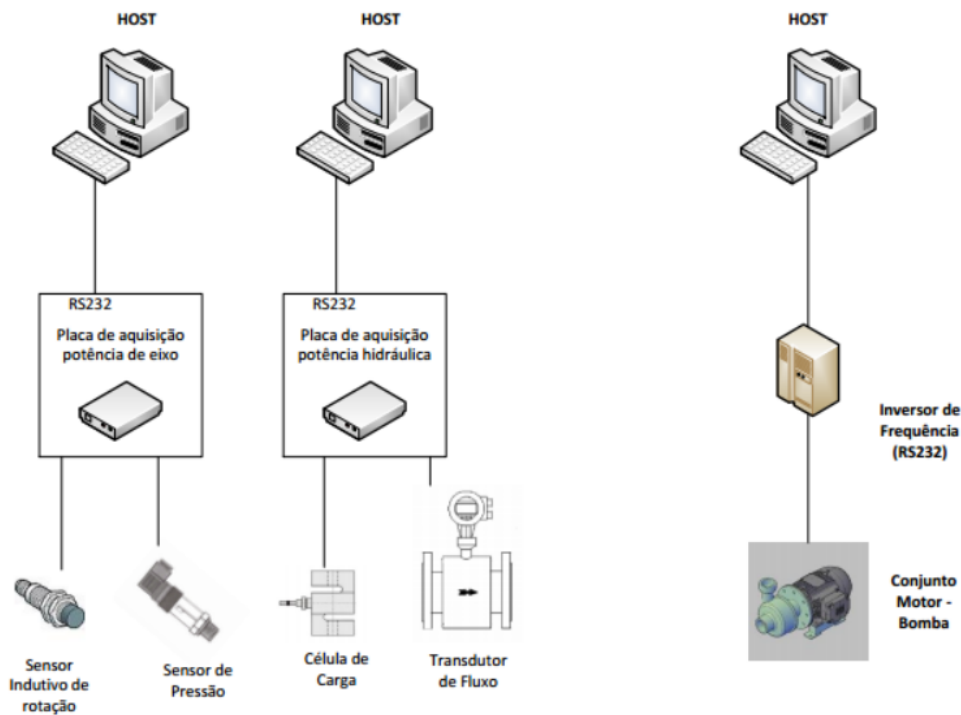 HOST
HOST
HOST
RS232
Placa de aquisição
potência de eixo
RS232
Placa de aquisição
potência hidráulica
Inversor de
Frequência
(RS232)
Sensor
Indutivo de
rotação
Sensor de
Pressão
Célula de
Carga
Transdutor
de Fluxo
Conjunto
Motor -
Bomba